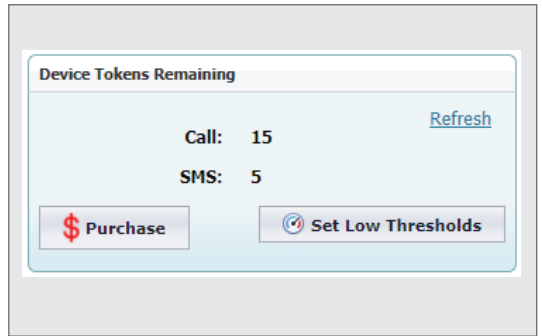 Device Tokens Remaining
Refresh
Call: 15
SMS: 5
$ Purchase
Set Low Thresholds